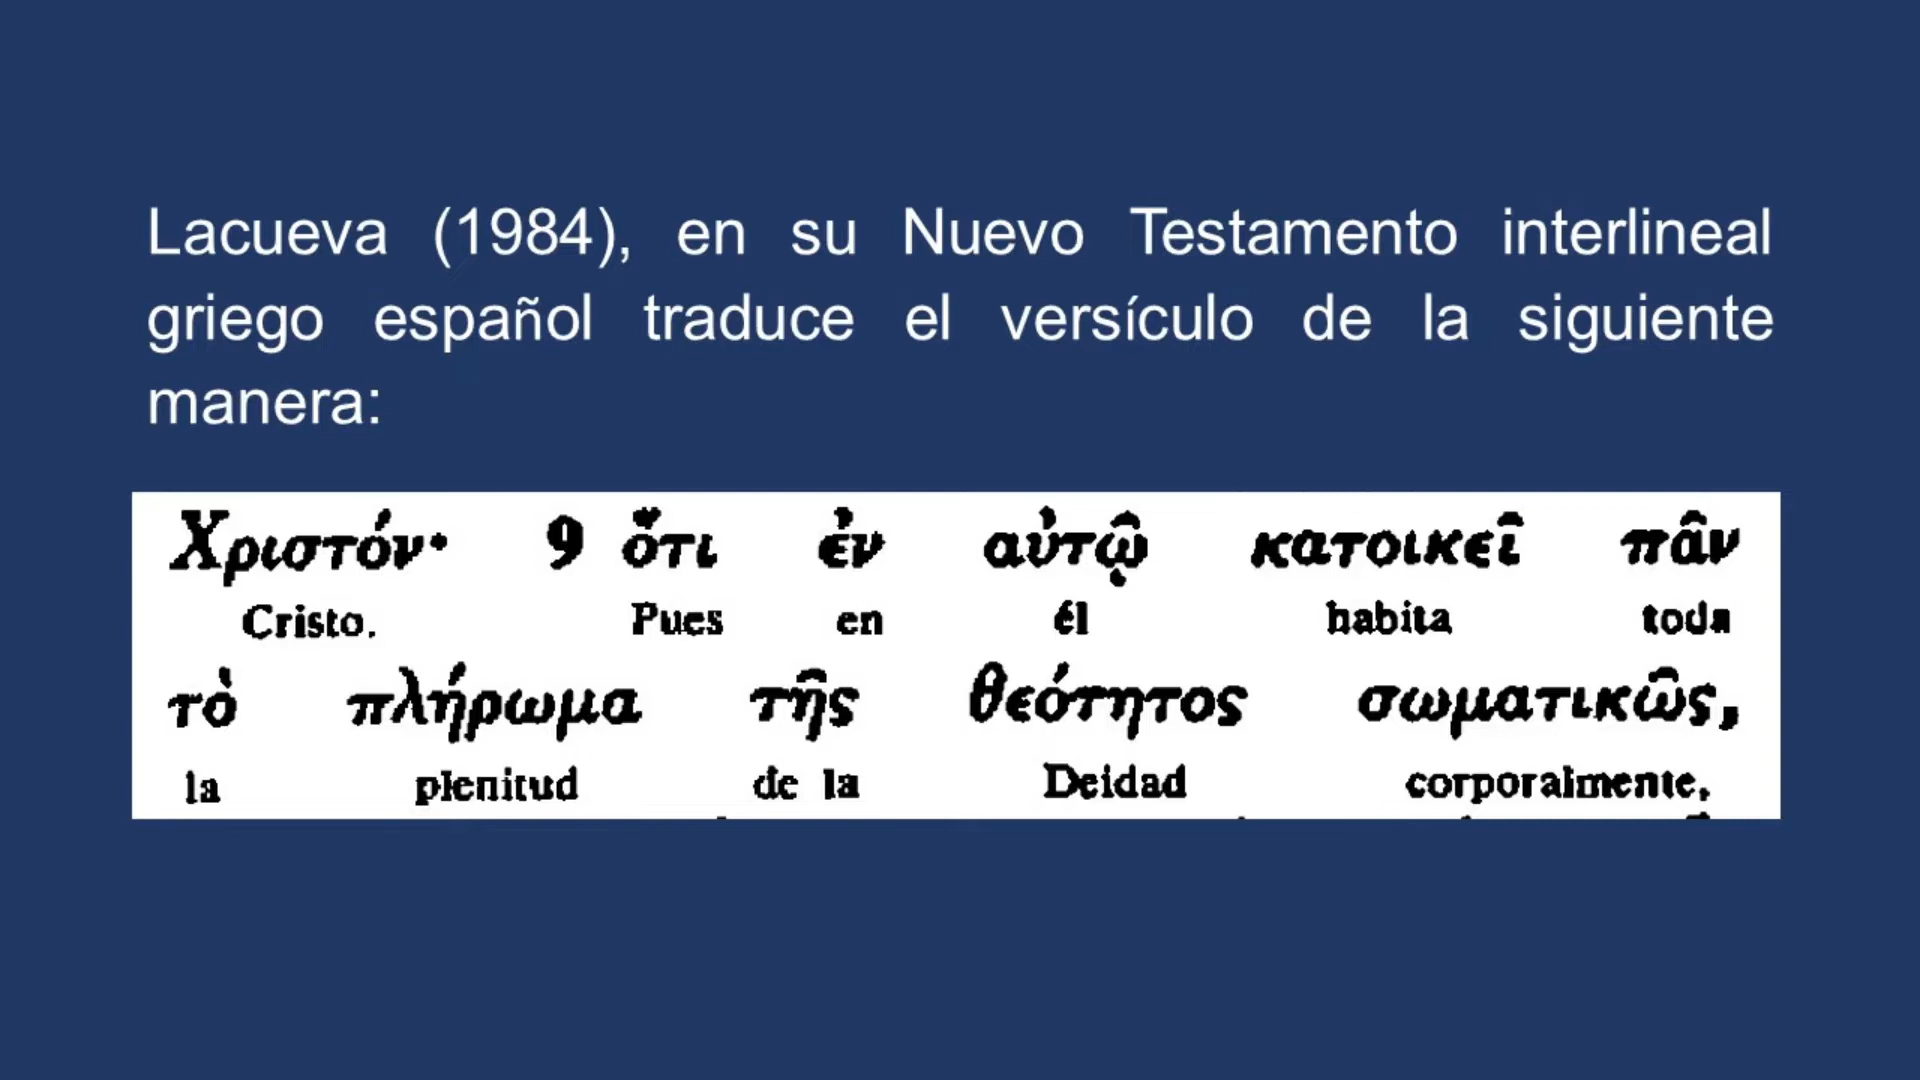 Lacueva (1984), en su Nuevo Testamento interlineal
griego español traduce el versículo de la siguiente
manera:
Χριστόν· 9 ὅτι ἐν αὐτῷ κατοικεῖ πᾶν
Cristo. Pues en él habita toda
τὸ πλήρωμα τῆς θεότητος σωματικῶς,
la plenitud de la Deidad corporalmente,